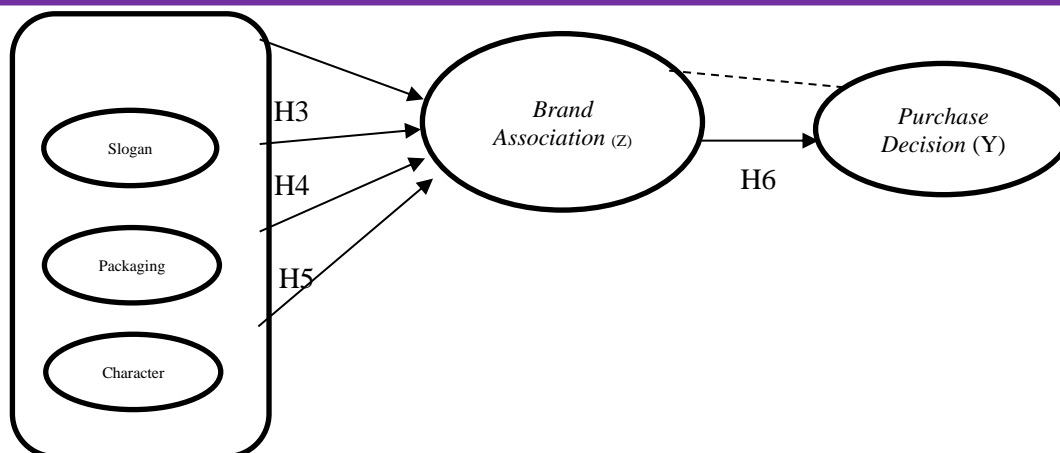 H3
Slogan
H4
Packaging
H5
Character
Brand
Association (Z)
H6
Purchase
Decision (Y)